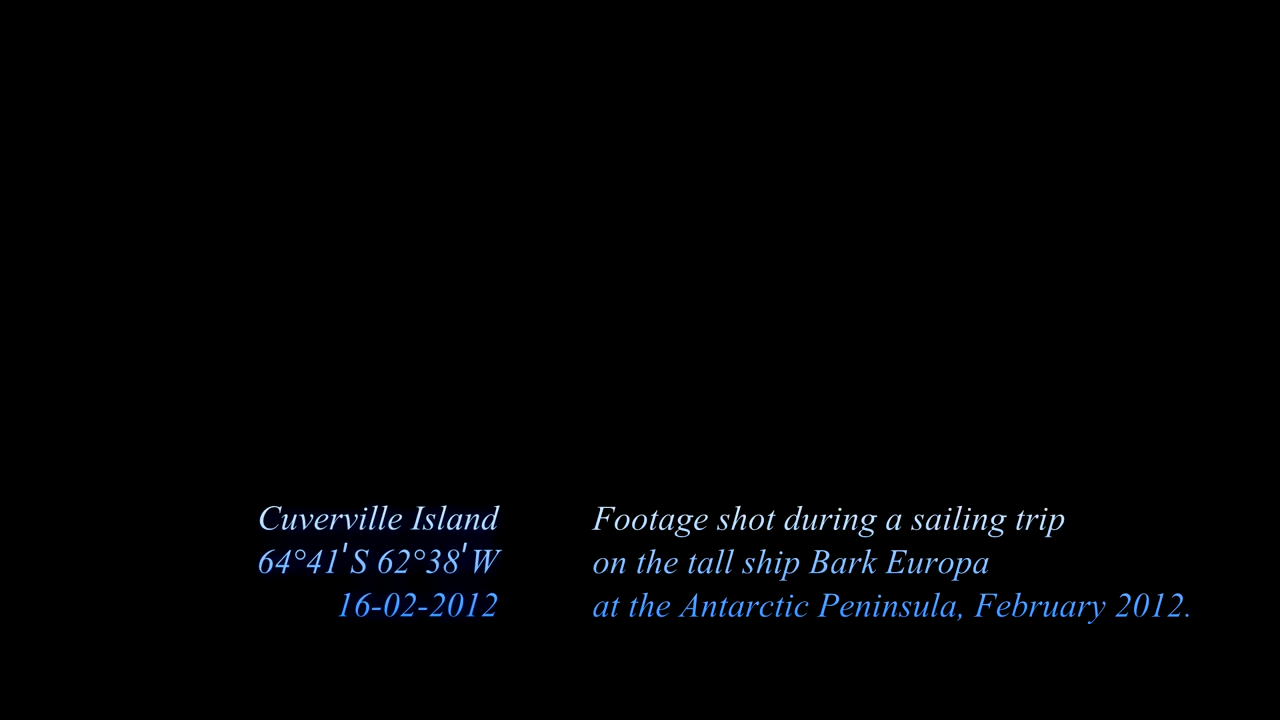 Cuverville Island
64°41'S 62°38'W
16-02-2012
Footage shot during a sailing trip
on the tall ship Bark Europa
at the Antarctic Peninsula, February 2012.